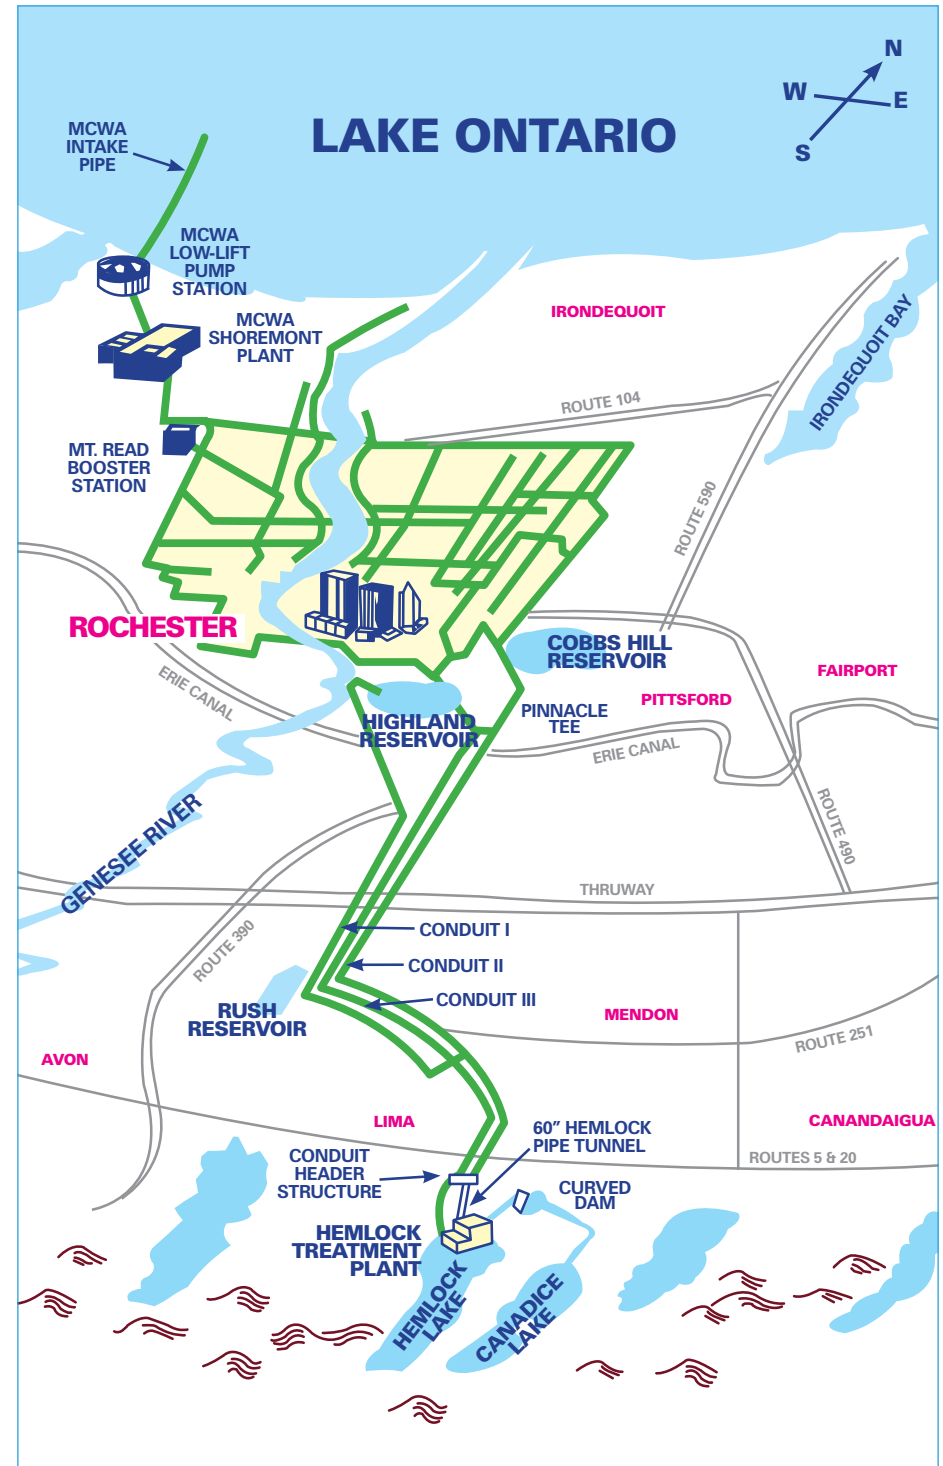 N
W
E
S
LAKE ONTARIO
MCWA
INTAKE
PIPE
MCWA
LOW-LIFT
PUMP
STATION
MCWA
SHOREMONT
PLANT
IRONDEQUOIT
IRONDEQUOIT BAY
ROUTE 104
MT. READ
BOOSTER
STATION
ROUTE 590
ROCHESTER
COBBS HILL
RESERVOIR
FAIRPORT
ERIE CANAL
PITTSFORD
HIGHLAND
RESERVOIR
PINNACLE
TEE
ERIE CANAL
GENESEE RIVER
ROUTE 490
THRUWAY
ROUTE 390
CONDUIT I
CONDUIT II
CONDUIT III
RUSH
RESERVOIR
MENDON
ROUTE 251
AVON
LIMA
CANANDAIGUA
60″ HEMLOCK
PIPE TUNNEL
ROUTES 5 & 20
CONDUIT
HEADER
STRUCTURE
CURVED
DAM
HEMLOCK
TREATMENT
PLANT
HEMLOCK
LAKE
CANADICE
LAKE